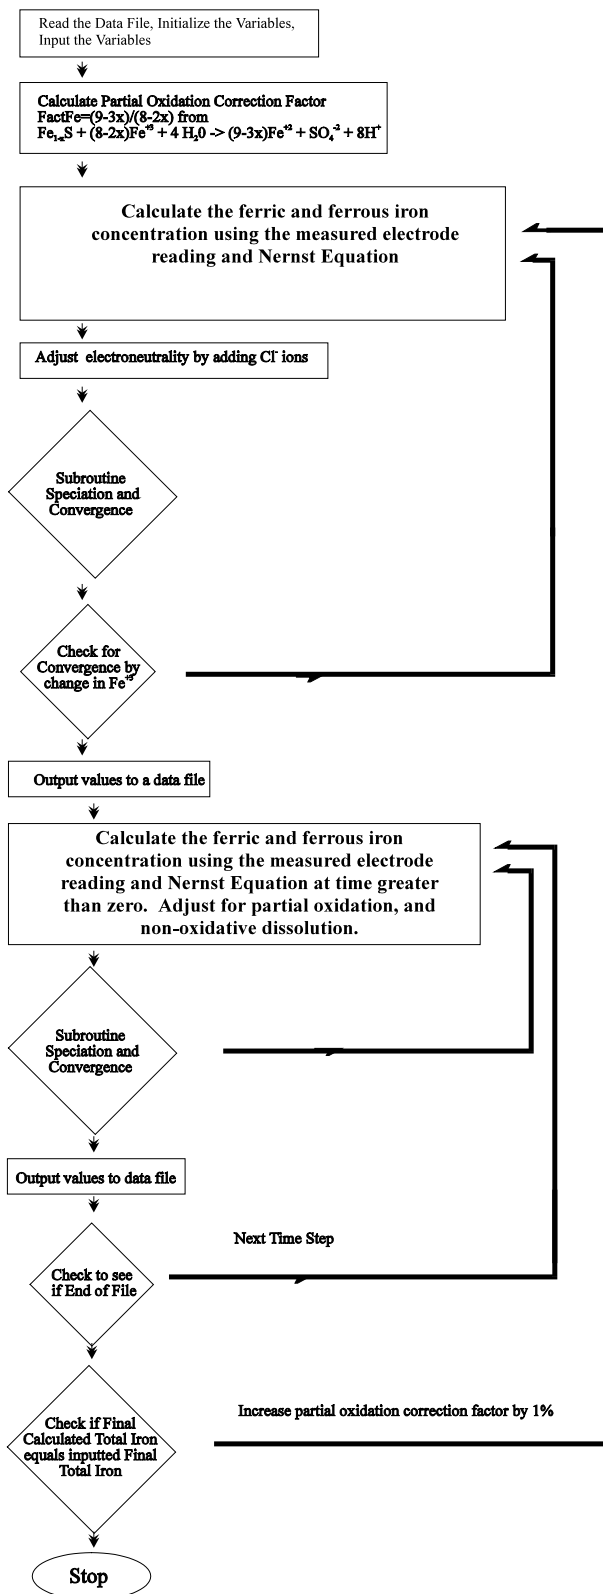 Read the Data File, Initialize the Variables,
Input the Variables
Calculate Partial Oxidation Correction Factor
FactFe=(9-3x)/(8-2x) from
Fe₁₋ₓS + (8-2x)Fe⁺³ + 4 H₂0 -> (9-3x)Fe⁺² + SO₄⁻² + 8H⁺
Calculate the ferric and ferrous iron
concentration using the measured electrode
reading and Nernst Equation
Adjust electroneutrality by adding Cl⁻ ions
Subroutine
Speciation and
Convergence
Check for
Convergence by
change in Fe⁺³
Output values to a data file
Calculate the ferric and ferrous iron
concentration using the measured electrode
reading and Nernst Equation at time greater
than zero. Adjust for partial oxidation, and
non-oxidative dissolution.
Subroutine
Speciation and
Convergence
Output values to data file
Next Time Step
Check to see
if End of File
Increase partial oxidation correction factor by 1%
Check if Final
Calculated Total Iron
equals inputted Final
Total Iron
Stop